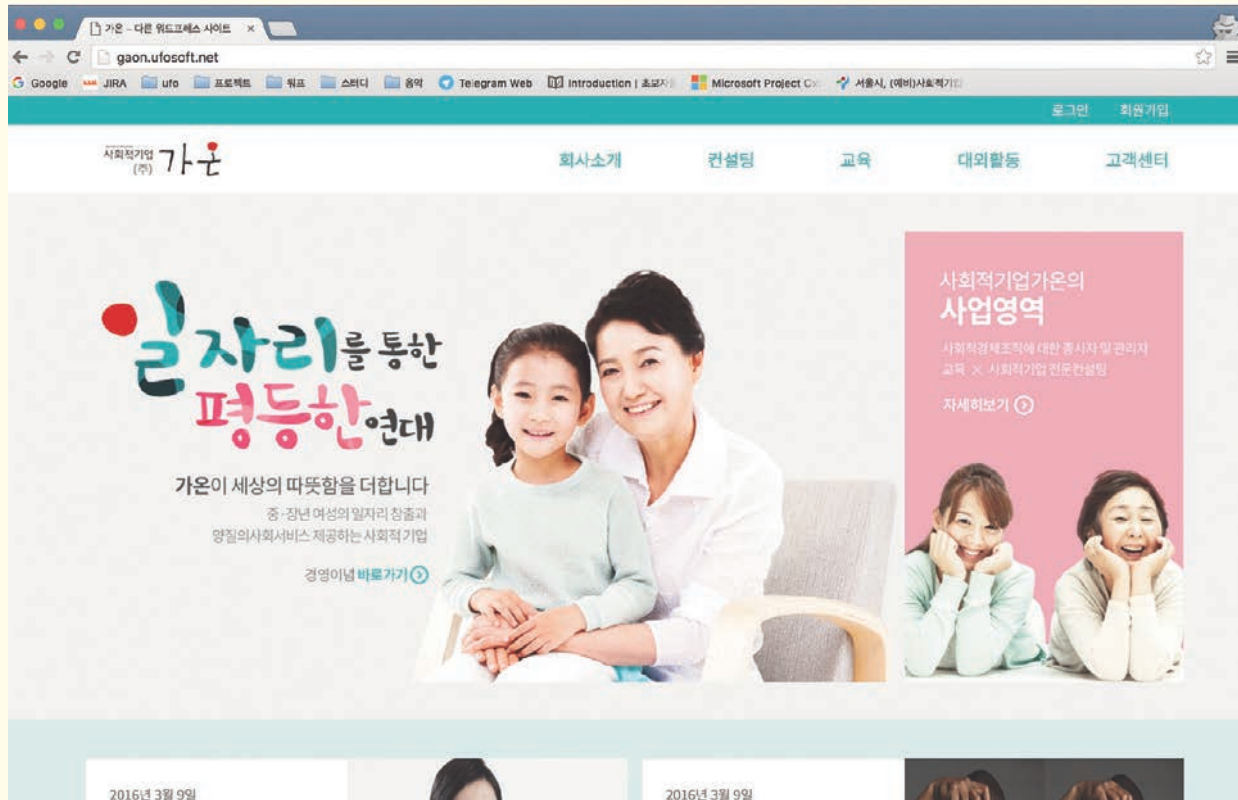 가온 – 다른 워드프레스 사이트
gaon.ufosoft.net
Google JIRA ufo 프로젝트 워프 스터디 음악 Telegram Web Introduction | 초보자 Microsoft Project 서울시, (예비)사회적기업
로그인 회원가입
사회적기업
(주) 가온
회사소개 컨설팅 교육 대외활동 고객센터
일자리를 통한
평등한 연대
가온이 세상의 따뜻함을 더합니다
중·장년 여성의 일자리 창출과
양질의사회서비스 제공하는 사회적 기업
경영이념 바로가기
사회적기업가온의
사업영역
사회적경제조직에 대한 종사자 및 관리자
교육 × 사회적기업 전문컨설팅
자세히보기
2016년 3월 9일
2016년 3월 9일